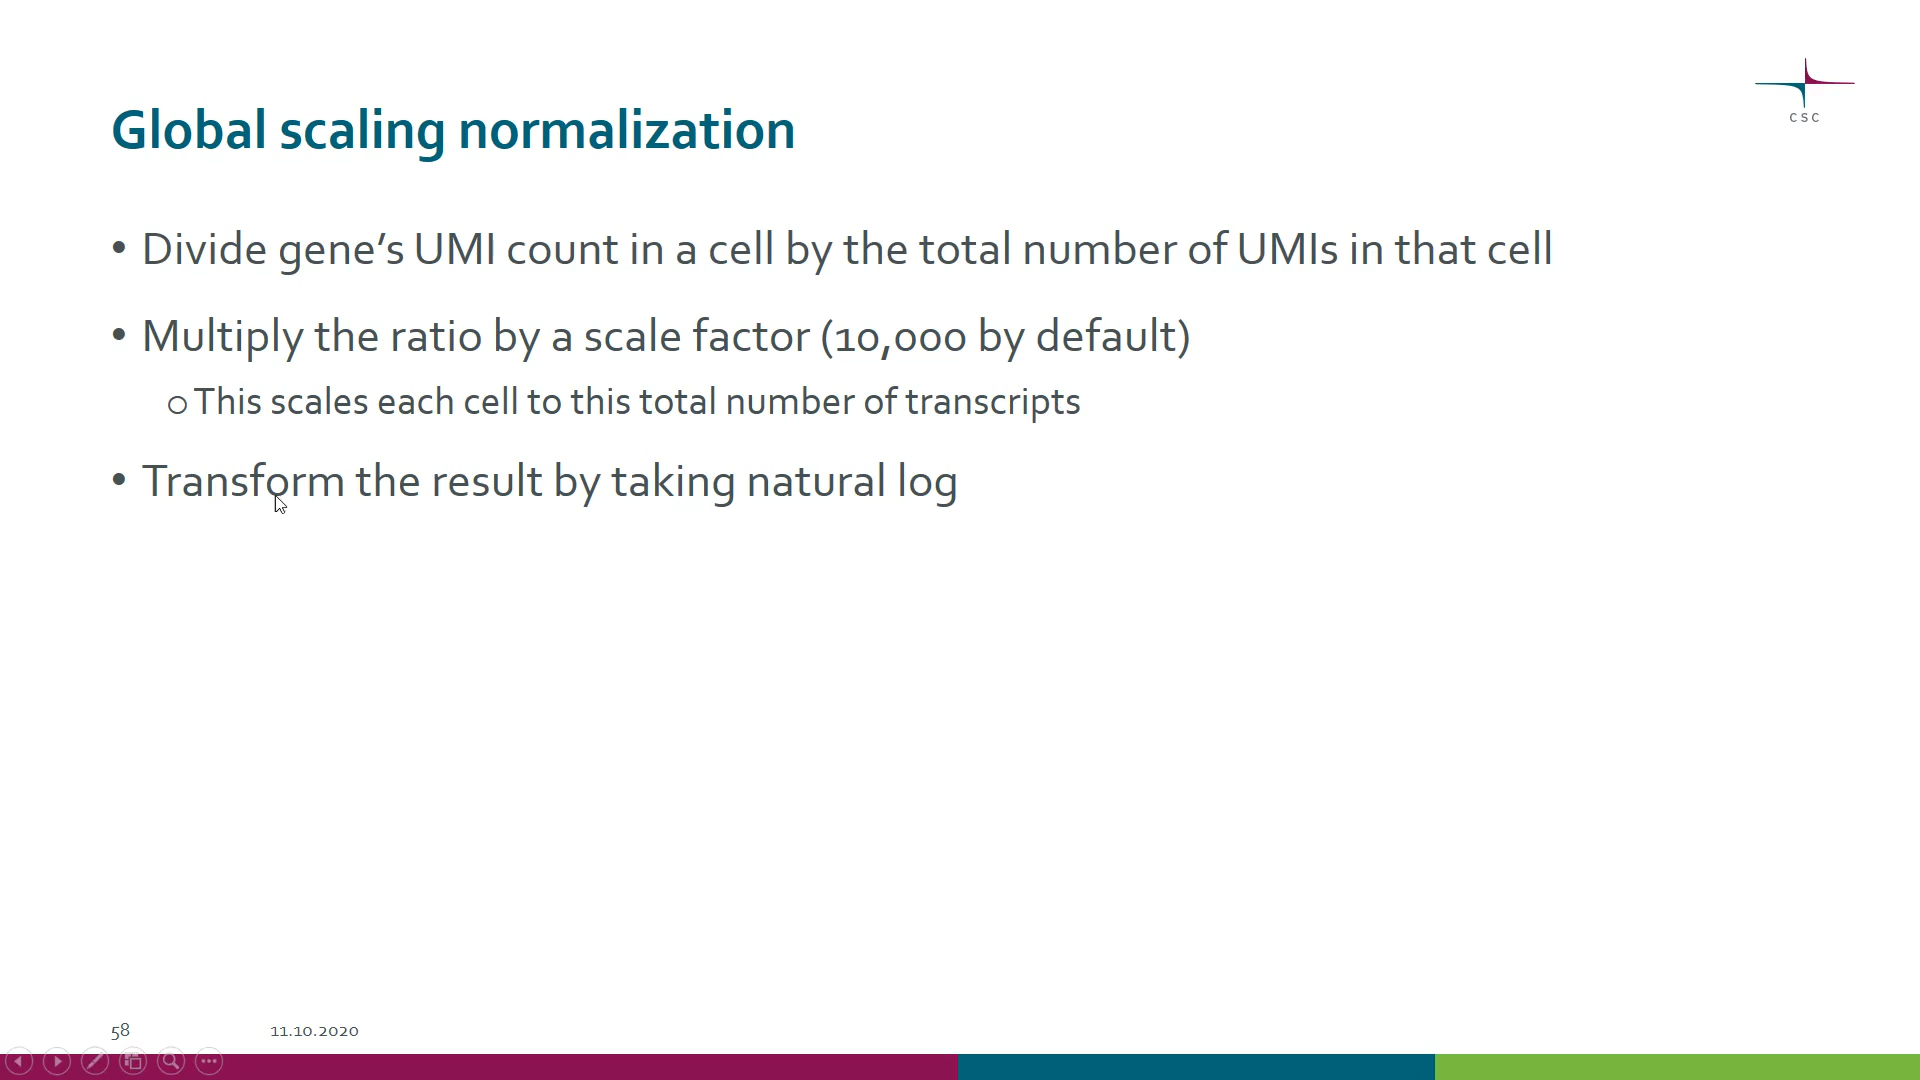 CSC
Global scaling normalization
• Divide gene’s UMI count in a cell by the total number of UMIs in that cell
• Multiply the ratio by a scale factor (10,000 by default)
o This scales each cell to this total number of transcripts
• Transform the result by taking natural log
58 11.10.2020